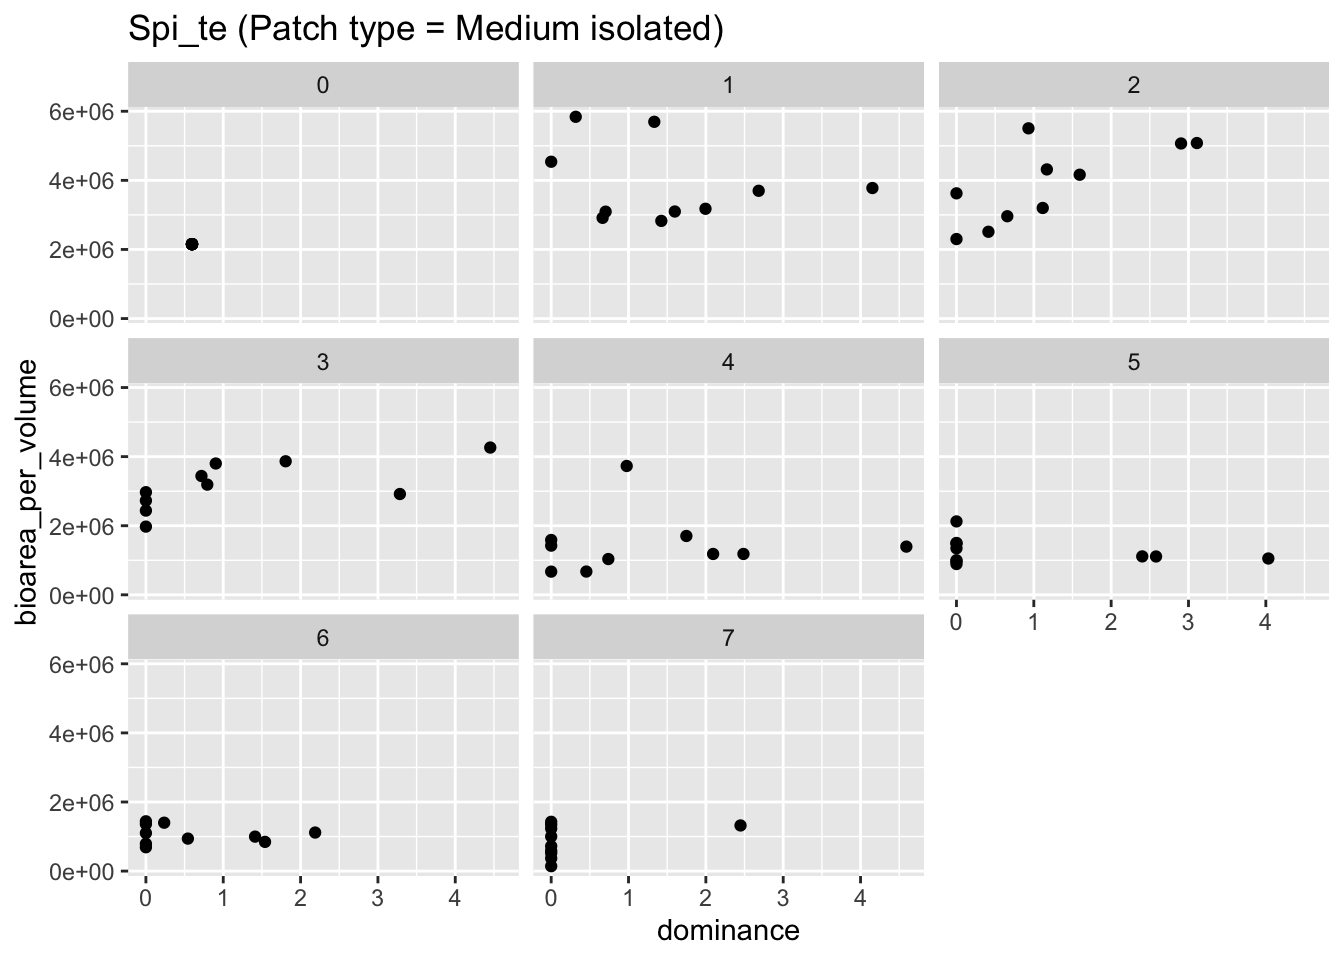 Spi_te (Patch type = Medium isolated)
0 1 2
6e+06
4e+06
2e+06
0e+00
3 4 5
6e+06
4e+06
2e+06
0e+00
0 1 2 3 4
6 7
6e+06
4e+06
2e+06
0e+00
0 1 2 3 4 0 1 2 3 4
dominance
bioarea_per_volume